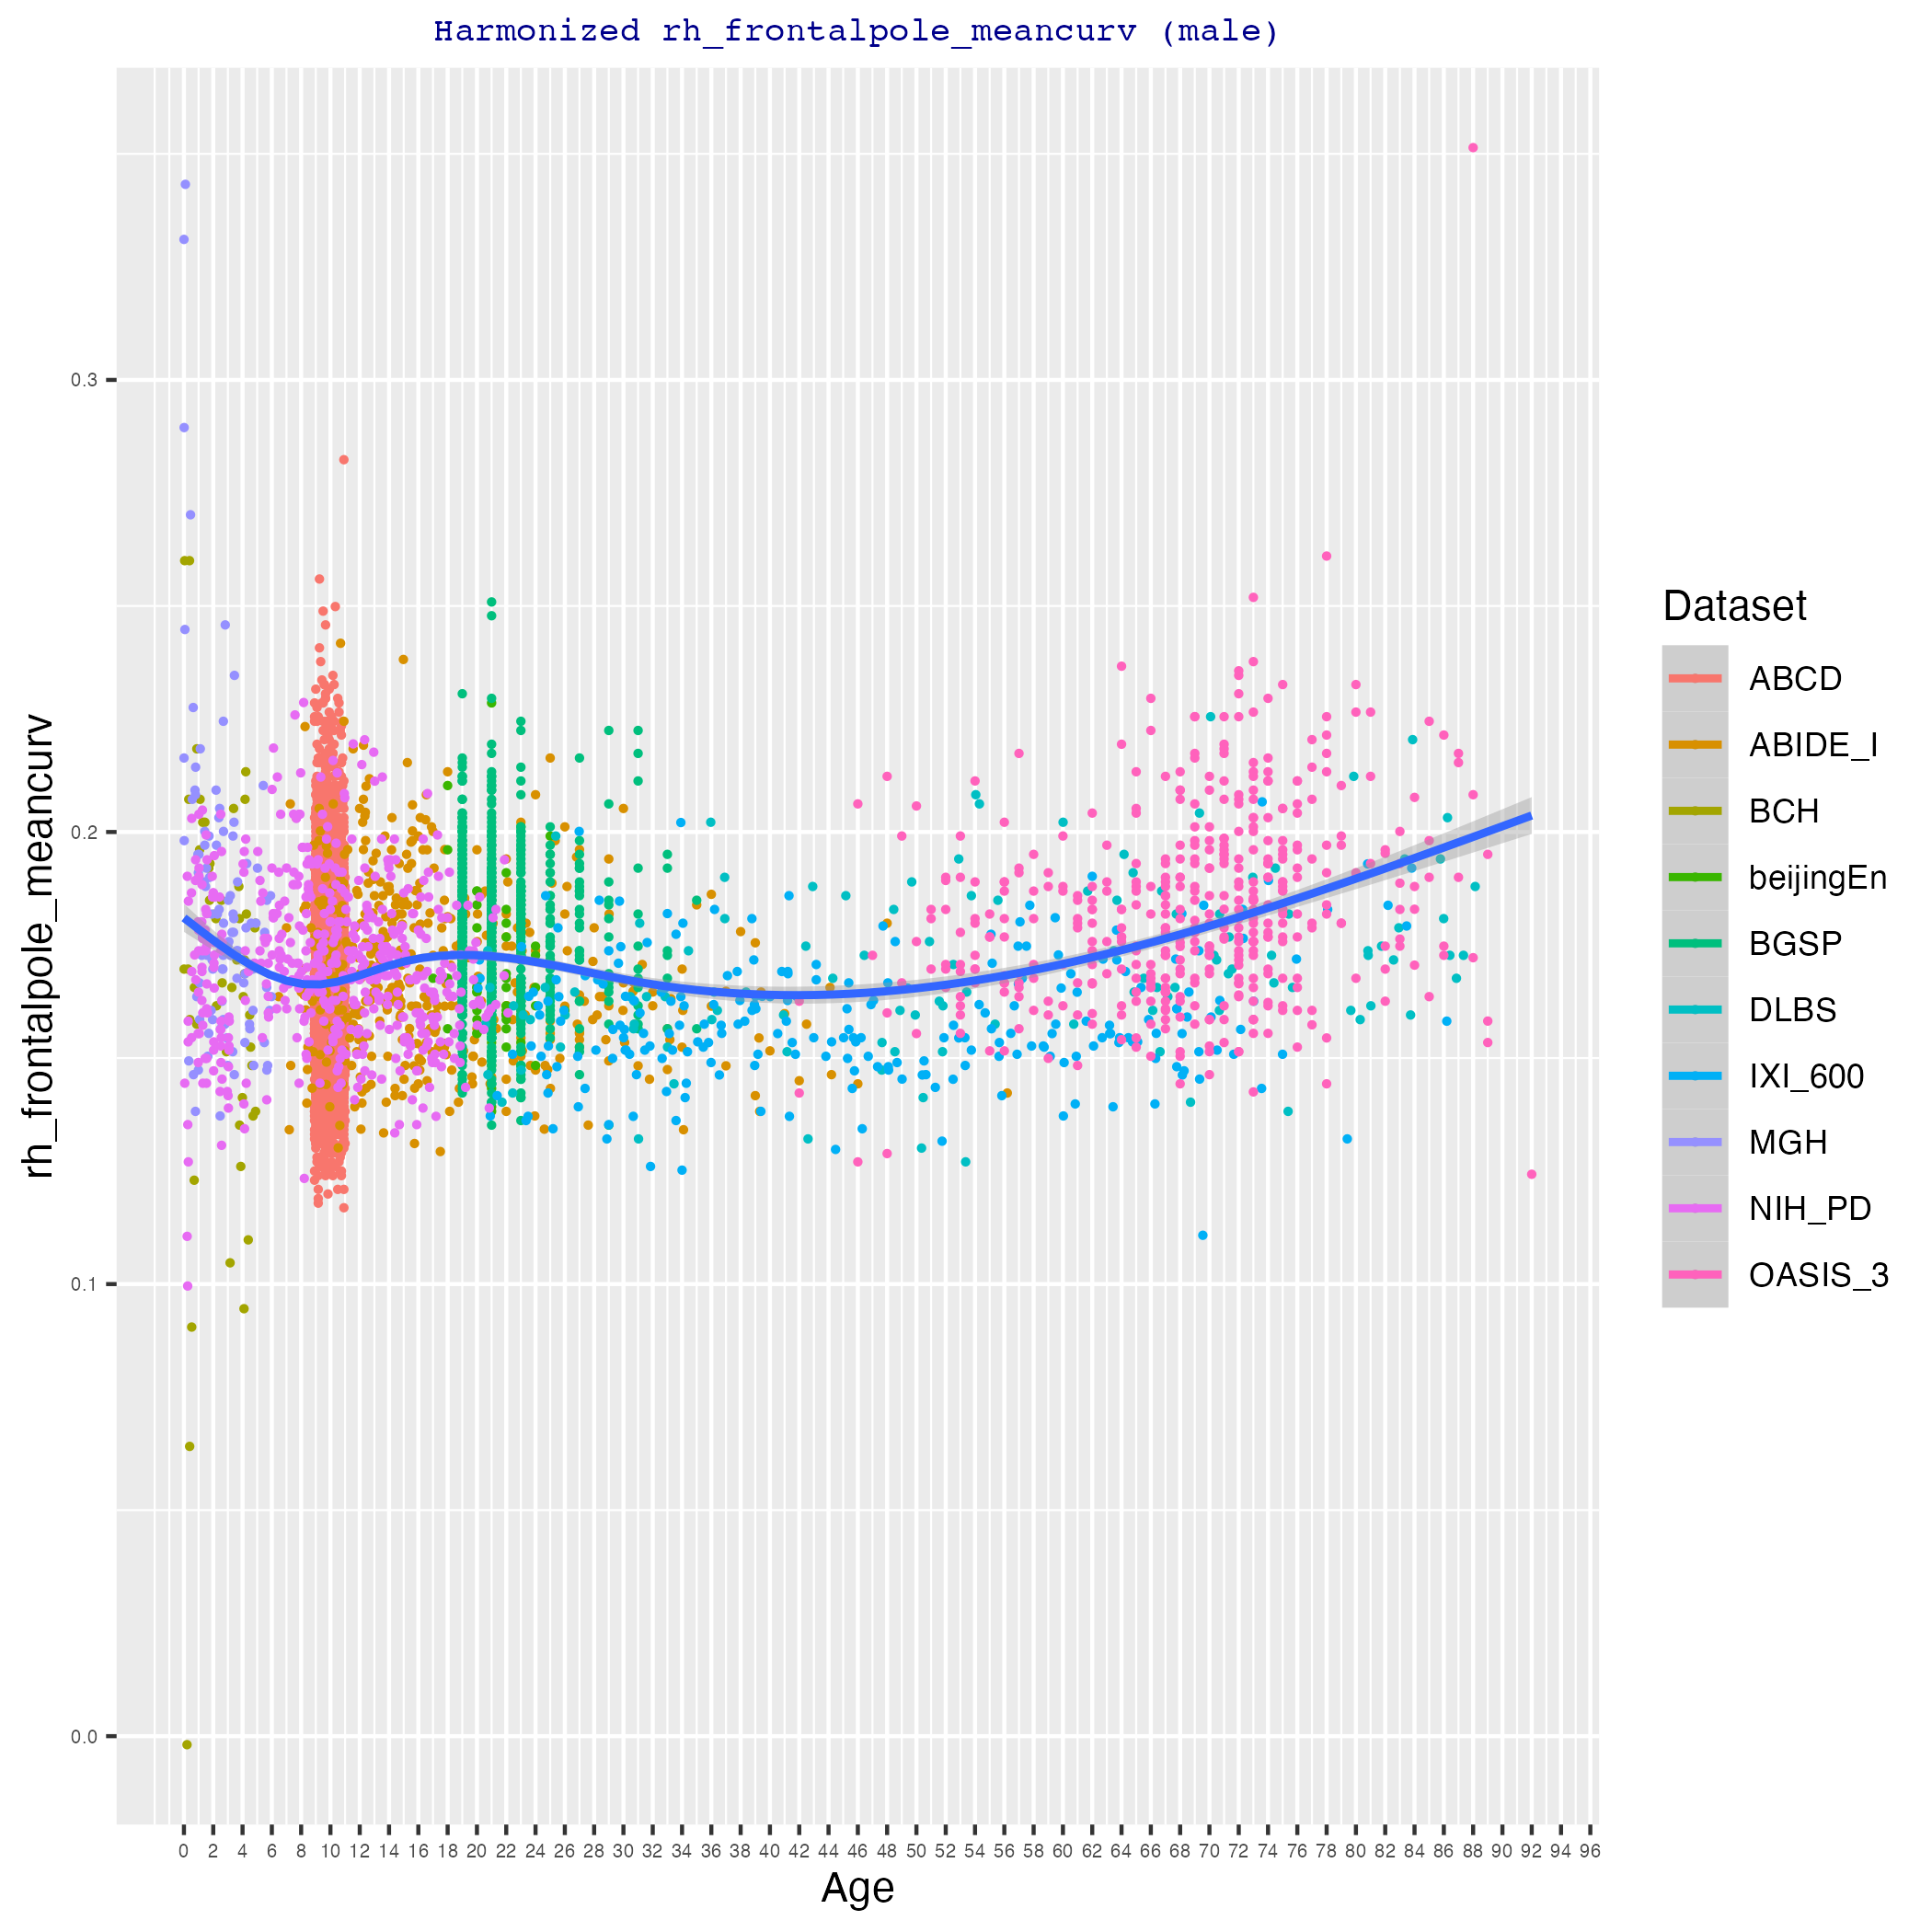 Harmonized rh_frontalpole_meancurv (male)
rh_frontalpole_meancurv
0.3
0.2
0.1
0.0
0 2 4 6 8 10 12 14 16 18 20 22 24 26 28 30 32 34 36 38 40 42 44 46 48 50 52 54 56 58 60 62 64 66 68 70 72 74 76 78 80 82 84 86 88 90 92 94 96
Age
Dataset
ABCD
ABIDE_I
BCH
beijingEn
BGSP
DLBS
IXI_600
MGH
NIH_PD
OASIS_3